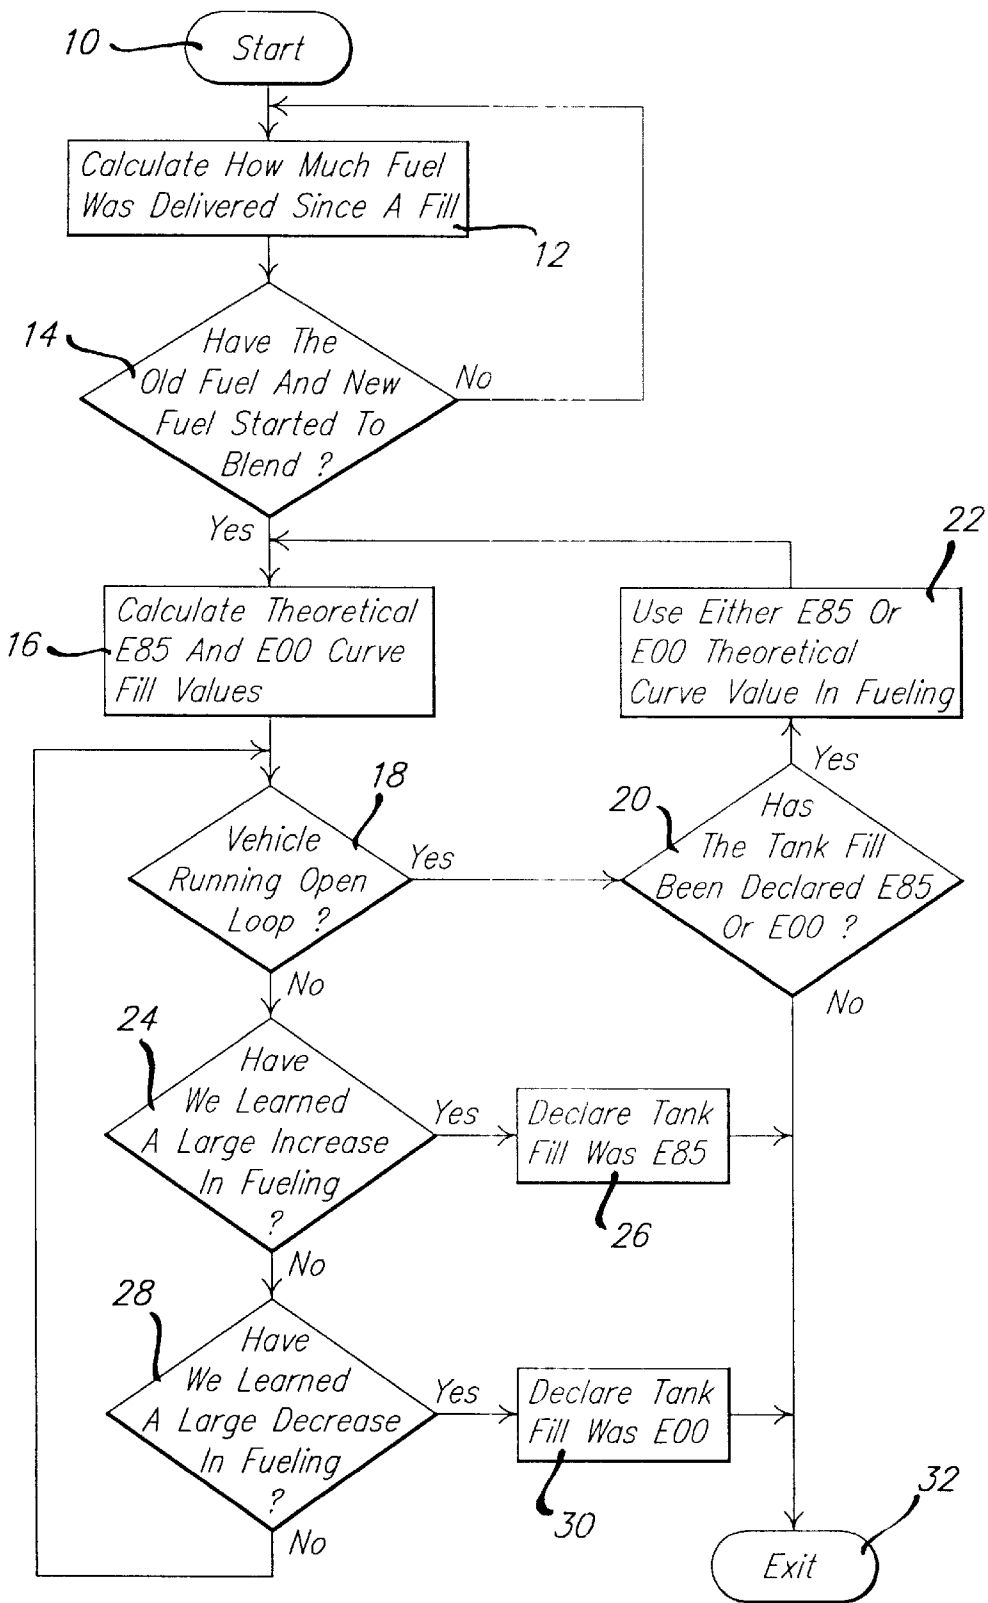 10
Start
Calculate How Much Fuel
Was Delivered Since A Fill
12
14
Have The
Old Fuel And New
Fuel Started To
Blend ?
No
Yes
22
16
Calculate Theoretical
E85 And E00 Curve
Fill Values
Use Either E85 Or
E00 Theoretical
Curve Value In Fueling
Yes
18
Vehicle
Running Open
Loop ?
Yes
20
Has
The Tank Fill
Been Declared E85
Or E00 ?
No
No
24
Have
We Learned
A Large Increase
In Fueling
?
Yes
Declare Tank
Fill Was E85
26
No
28
Have
We Learned
A Large Decrease
In Fueling
?
Yes
Declare Tank
Fill Was E00
30
No
32
Exit